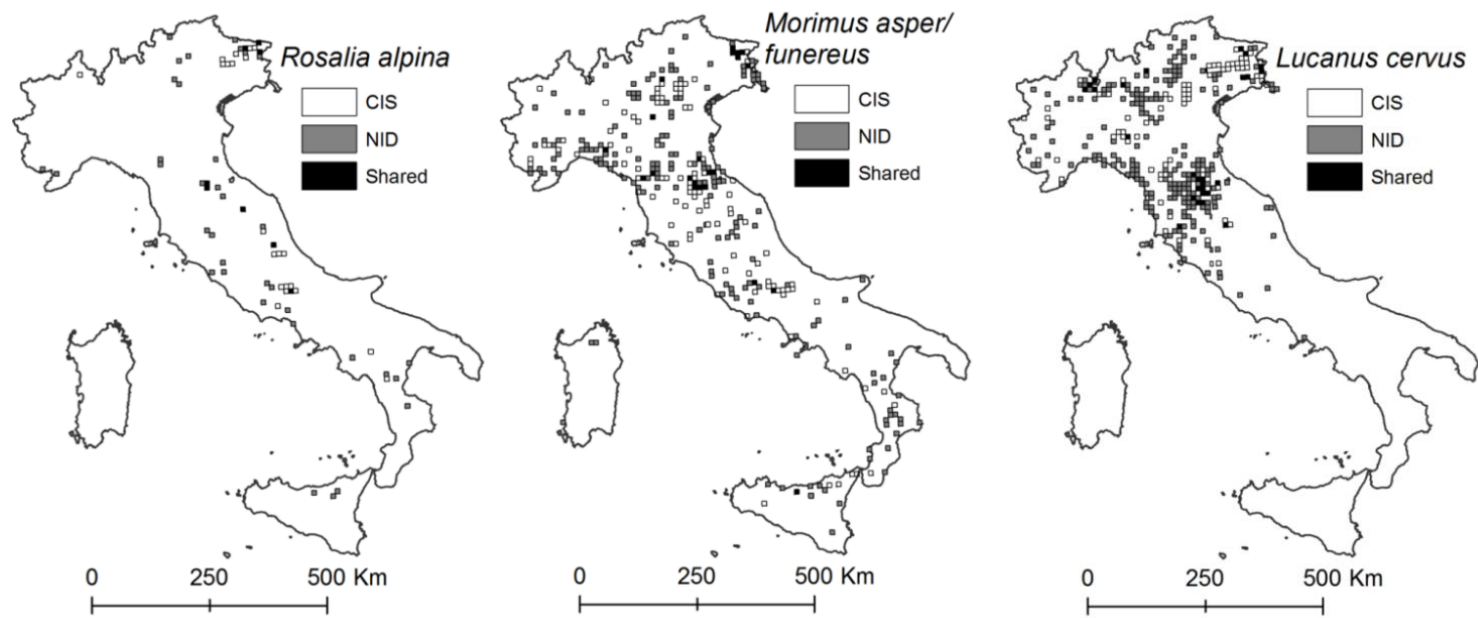 Rosalia alpina
CIS
NID
Shared
0 250 500 Km
Morimus asper/
funereus
CIS
NID
Shared
0 250 500 Km
Lucanus cervus
CIS
NID
Shared
0 250 500 Km